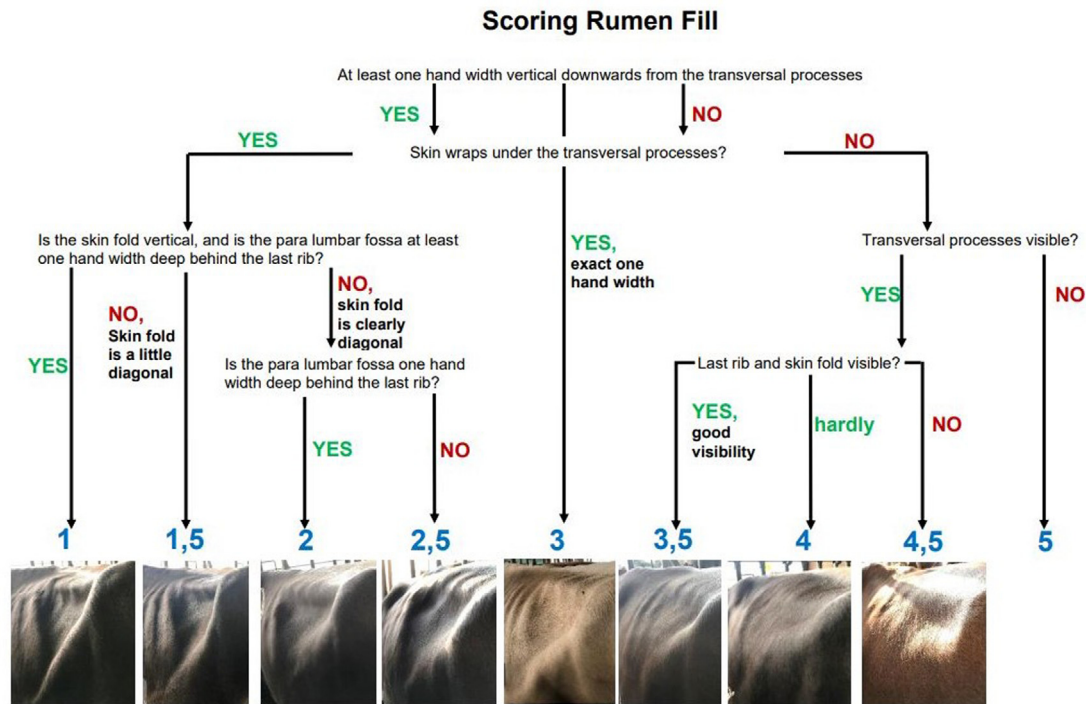 Scoring Rumen Fill
At least one hand width vertical downwards from the transversal processes
YES
NO
YES
Skin wraps under the transversal processes?
NO
Is the skin fold vertical, and is the para lumbar fossa at least
one hand width deep behind the last rib?
YES,
exact one
hand width
Transversal processes visible?
YES
NO,
Skin fold
is a little
diagonal
NO,
skin fold
is clearly
diagonal
YES
NO
Is the para lumbar fossa one hand
width deep behind the last rib?
Last rib and skin fold visible?
YES
NO
YES,
good
visibility
hardly
NO
1
1,5
2
2,5
3
3,5
4
4,5
5